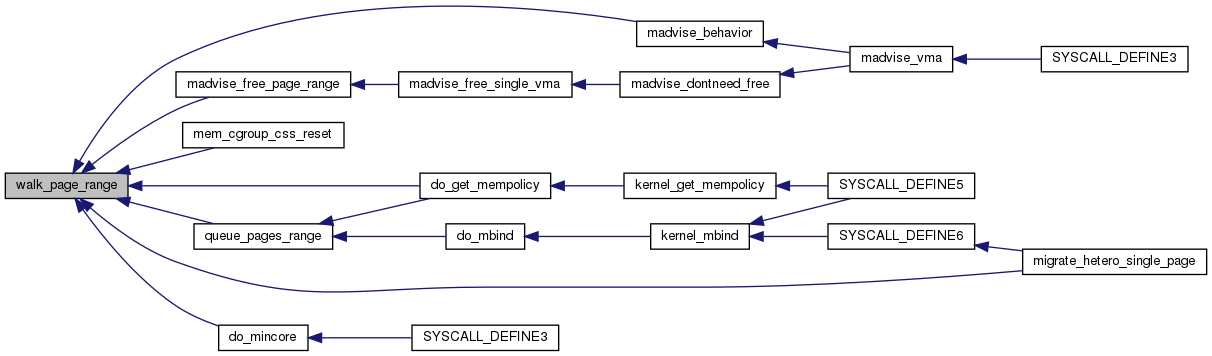 madvise_behavior
madvise_vma
SYSCALL_DEFINE3
madvise_free_page_range
madvise_free_single_vma
madvise_dontneed_free
mem_cgroup_css_reset
walk_page_range
do_get_mempolicy
kernel_get_mempolicy
SYSCALL_DEFINE5
queue_pages_range
do_mbind
kernel_mbind
SYSCALL_DEFINE6
migrate_hetero_single_page
do_mincore
SYSCALL_DEFINE3